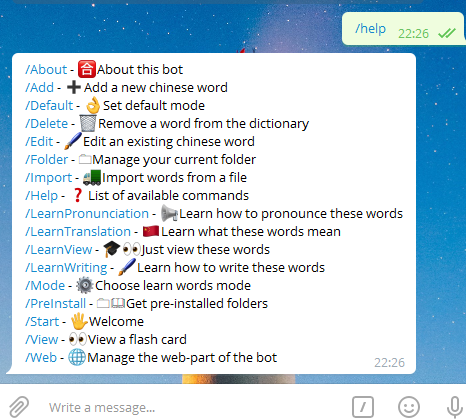 /help
22:26
/About - 🈴About this bot
/Add - ➕Add a new chinese word
/Default - 👌Set default mode
/Delete - 🗑Remove a word from the dictionary
/Edit - 🖌Edit an existing chinese word
/Folder - 🗀Manage your current folder
/Import - 🚚Import words from a file
/Help - ❓ List of available commands
/LearnPronunciation - 📢Learn how to pronounce these words
/LearnTranslation - 🇨🇳Learn what these words mean
/LearnView - 🎓👀Just view these words
/LearnWriting - 🖌Learn how to write these words
/Mode - ⚙Choose learn words mode
/PreInstall - 🗀📖Get pre-installed folders
/Start - 🖐Welcome
/View - 👀View a flash card
/Web - 🌐Manage the web-part of the bot
22:26
Write a message...